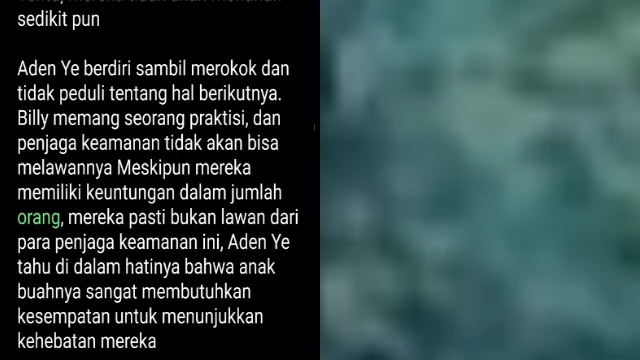 sedikit pun
Aden Ye berdiri sambil merokok dan
tidak peduli tentang hal berikutnya.
Billy memang seorang praktisi, dan
penjaga keamanan tidak akan bisa
melawannya Meskipun mereka
memiliki keuntungan dalam jumlah
orang, mereka pasti bukan lawan dari
para penjaga keamanan ini, Aden Ye
tahu di dalam hatinya bahwa anak
buahnya sangat membutuhkan
kesempatan untuk menunjukkan
kehebatan mereka